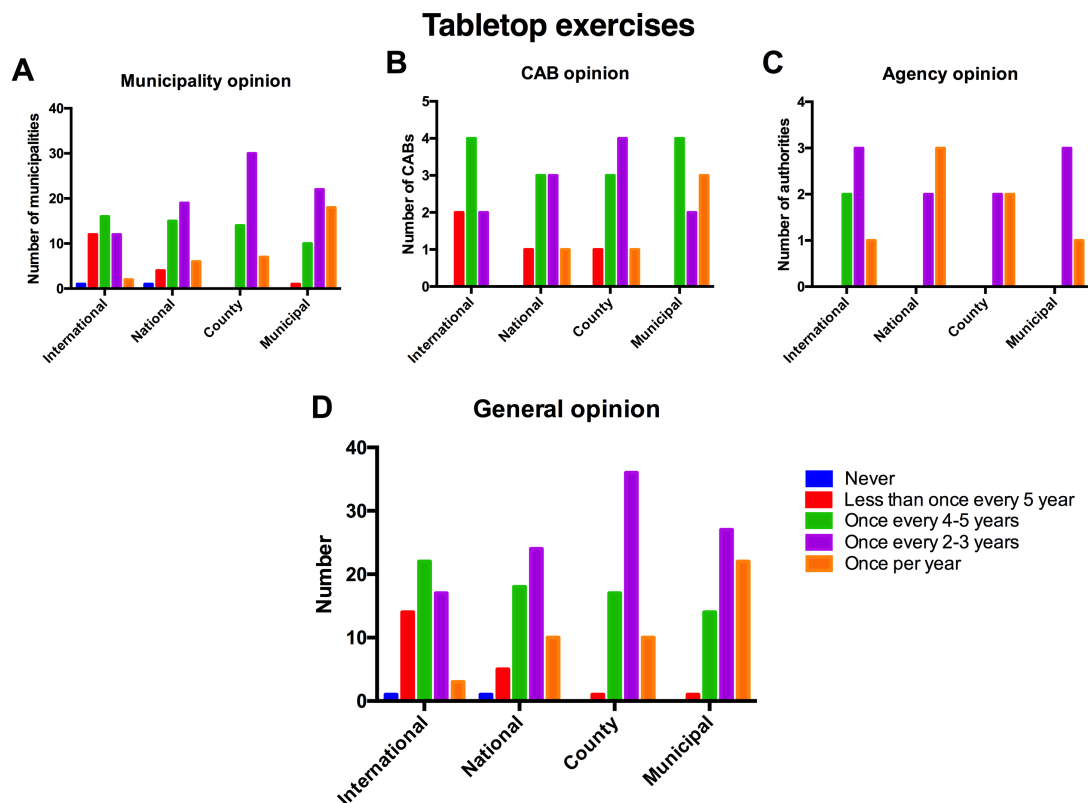 Tabletop exercises
A
Municipality opinion
Number of municipalities
40
30
20
10
0
International
National
County
Municipal
B
CAB opinion
Number of CABs
5
4
3
2
1
0
International
National
County
Municipal
C
Agency opinion
Number of authorities
4
3
2
1
0
International
National
County
Municipal
D
General opinion
Number
40
30
20
10
0
International
National
County
Municipal
Never
Less than once every 5 year
Once every 4-5 years
Once every 2-3 years
Once per year